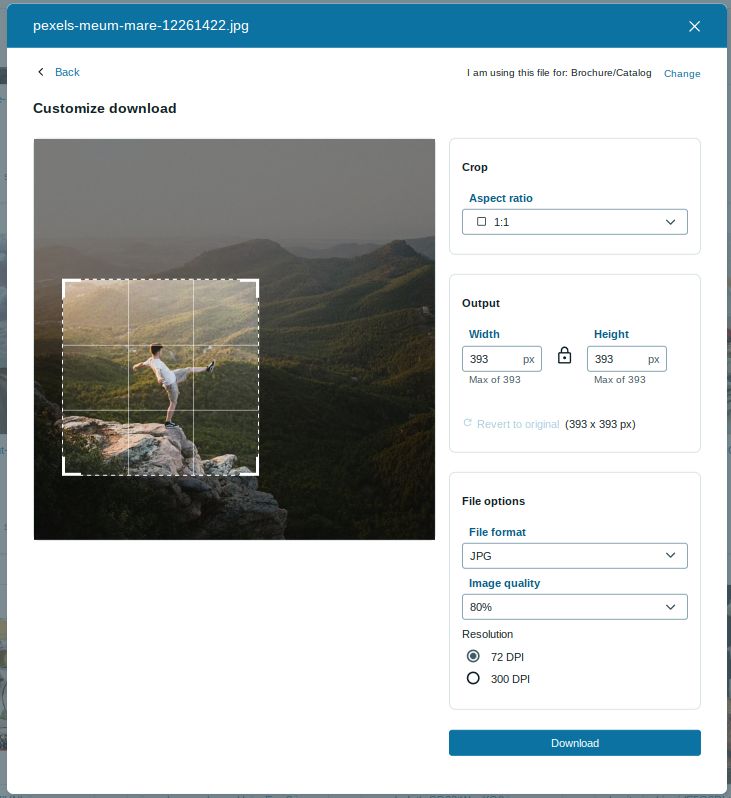 pexels-meum-mare-12261422.jpg
Back
I am using this file for: Brochure/Catalog Change
Customize download
Crop
Aspect ratio
1:1
Output
Width Height
393 px 393 px
Max of 393 Max of 393
Revert to original (393 x 393 px)
File options
File format
JPG
Image quality
80%
Resolution
72 DPI
300 DPI
Download